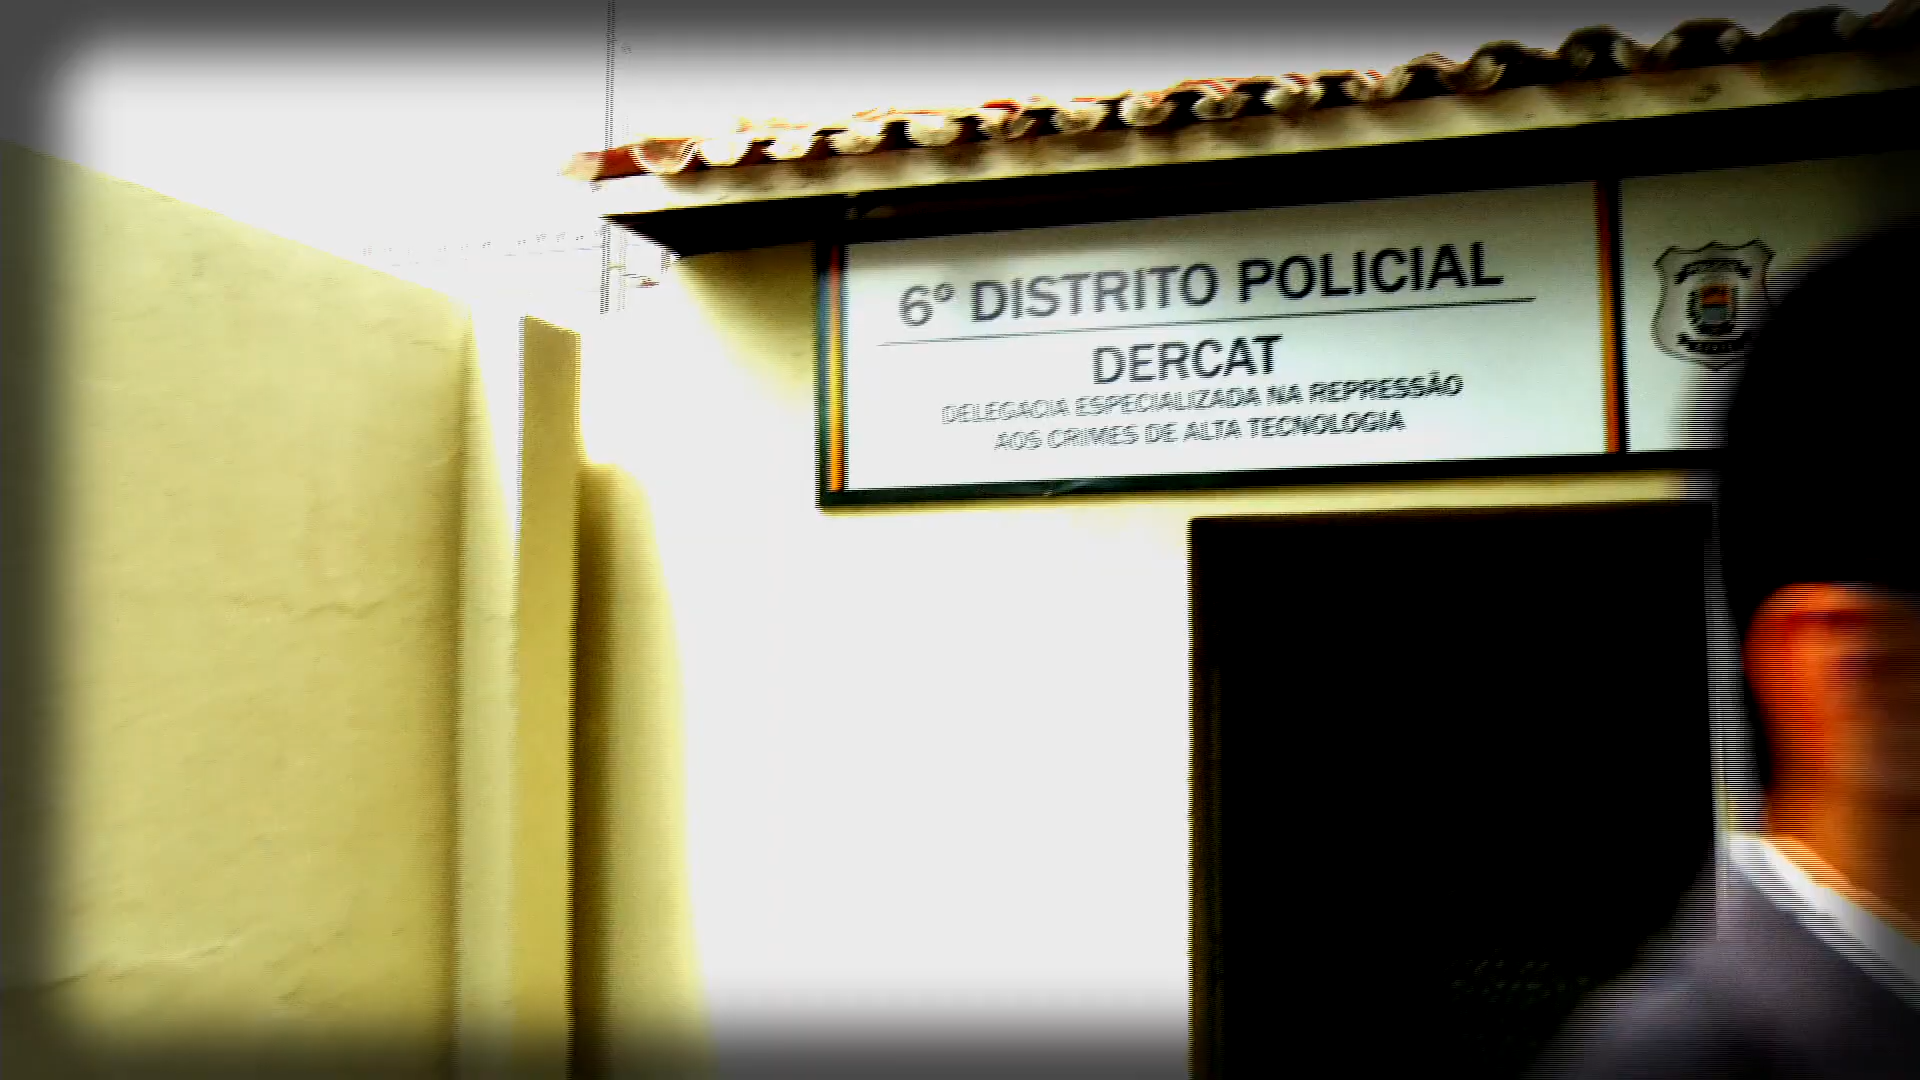 6º DISTRITO POLICIAL
DERCAT
DELEGACIA ESPECIALIZADA NA REPRESSÃO
AOS CRIMES DE ALTA TECNOLOGIA